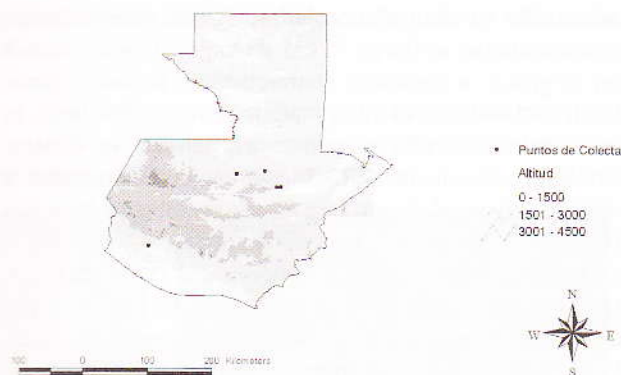 Puntos de Colecta
Altitud
0 - 1500
1501 - 3000
3001 - 4500
N
W E
S
100 0 100 200 Kilometers